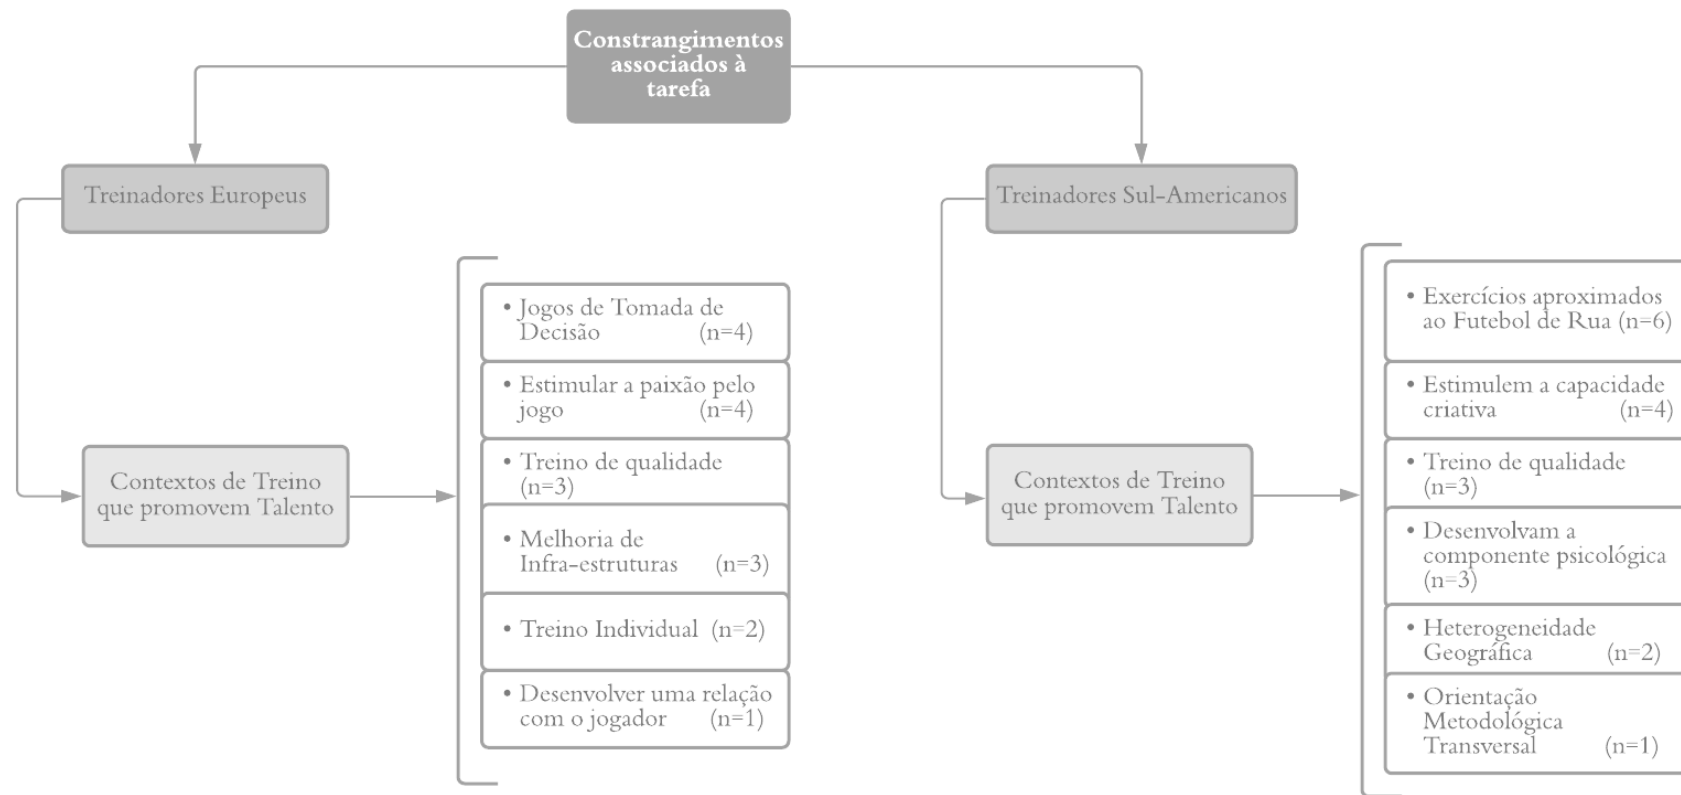 Constrangimentos
associados à
tarefa
Treinadores Europeus
Treinadores Sul-Americanos
Contextos de Treino
que promovem Talento
• Jogos de Tomada de
Decisão (n=4)
• Estimular a paixão pelo
jogo (n=4)
• Treino de qualidade
(n=3)
• Melhoria de
Infra-estruturas (n=3)
• Treino Individual (n=2)
• Desenvolver uma relação
com o jogador (n=1)
Contextos de Treino
que promovem Talento
• Exercícios aproximados
ao Futebol de Rua (n=6)
• Estimulem a capacidade
criativa (n=4)
• Treino de qualidade
(n=3)
• Desenvolvam a
componente psicológica
(n=3)
• Heterogeneidade
Geográfica (n=2)
• Orientação
Metodológica
Transversal (n=1)